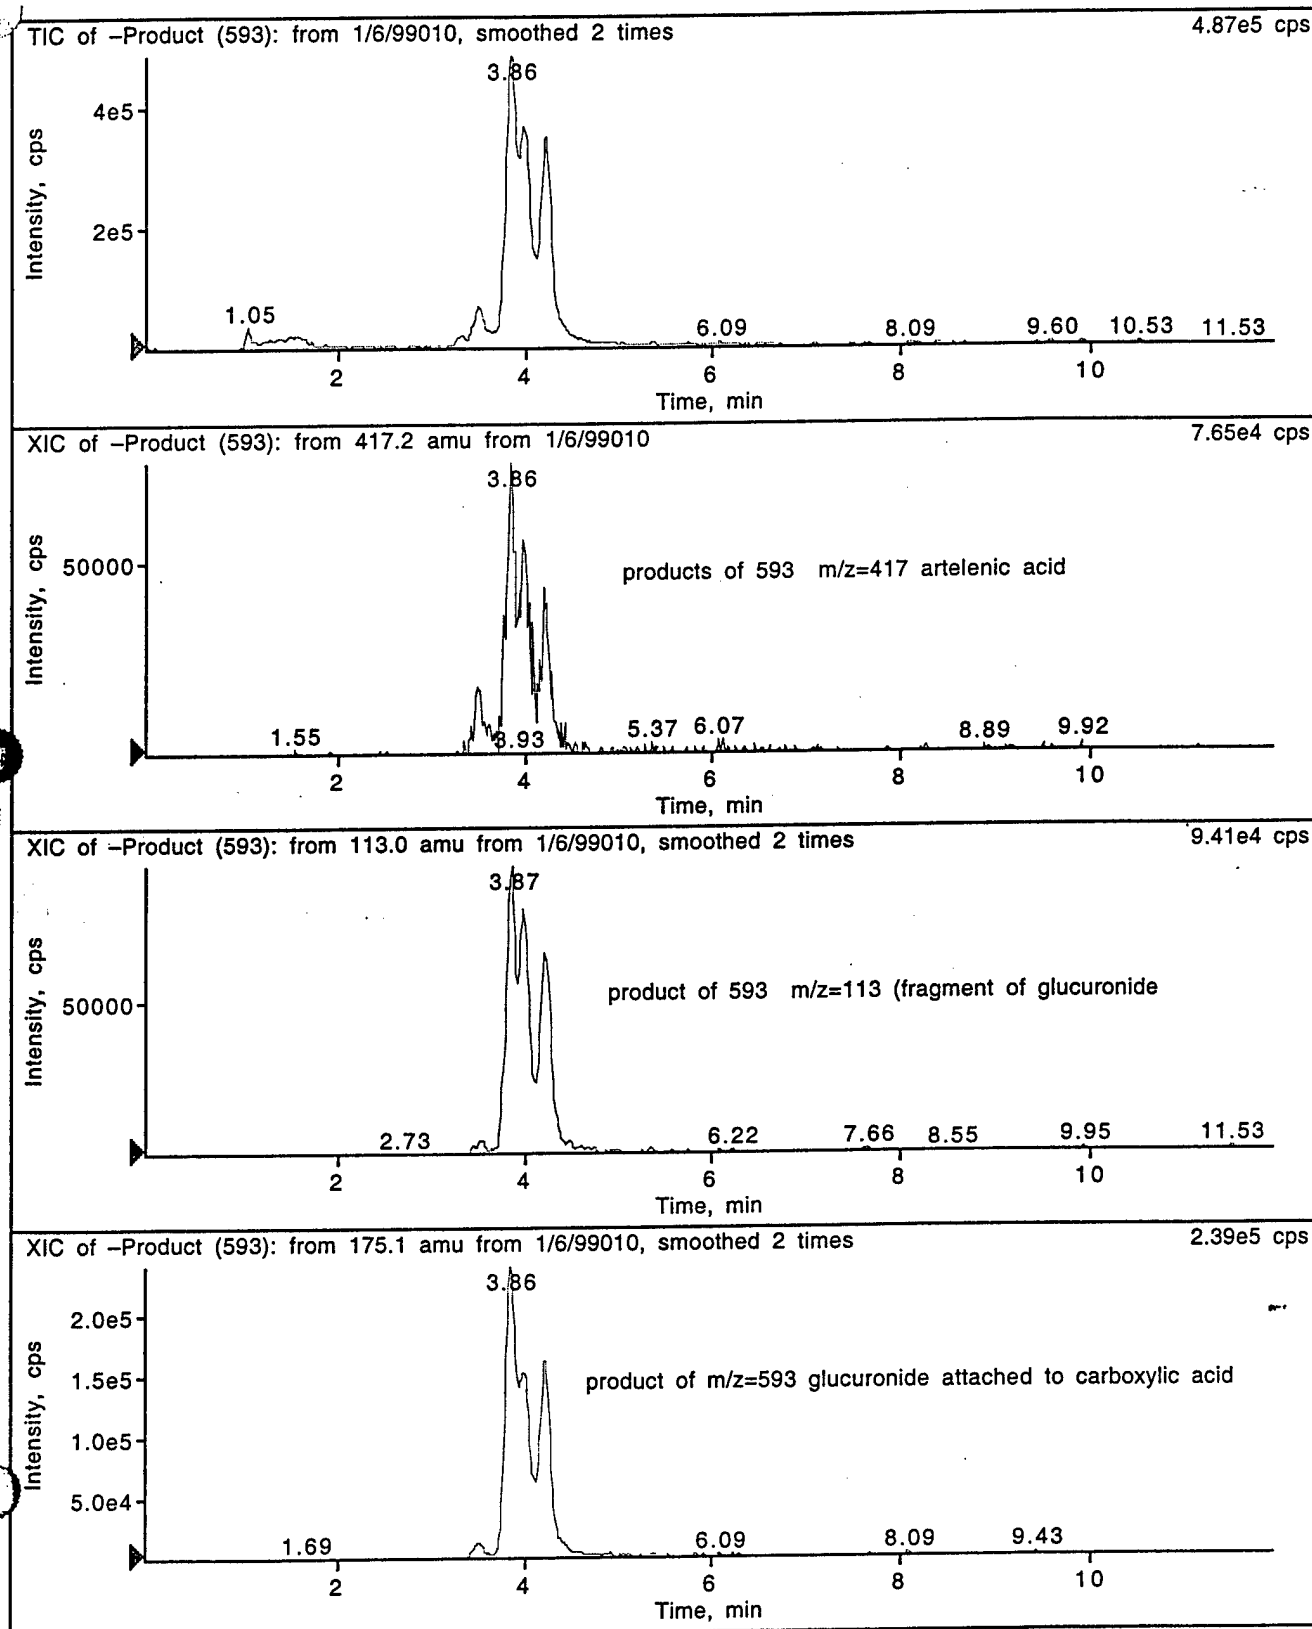 TIC of –Product (593): from 1/6/99010, smoothed 2 times 4.87e5 cps
3.86
4e5
Intensity, cps
2e5
1.05 6.09 8.09 9.60 10.53 11.53
2 4 6 8 10
Time, min
XIC of –Product (593): from 417.2 amu from 1/6/99010 7.65e4 cps
3.86
Intensity, cps
50000
products of 593 m/z=417 artelenic acid
1.55 3.93 5.37 6.07 8.89 9.92
2 4 6 8 10
Time, min
XIC of –Product (593): from 113.0 amu from 1/6/99010, smoothed 2 times 9.41e4 cps
3.87
Intensity, cps
50000
product of 593 m/z=113 (fragment of glucuronide
2.73 6.22 7.66 8.55 9.95 11.53
2 4 6 8 10
Time, min
XIC of –Product (593): from 175.1 amu from 1/6/99010, smoothed 2 times 2.39e5 cps
3.86
2.0e5
Intensity, cps
1.5e5
product of m/z=593 glucuronide attached to carboxylic acid
1.0e5
5.0e4
1.69 6.09 8.09 9.43
2 4 6 8 10
Time, min